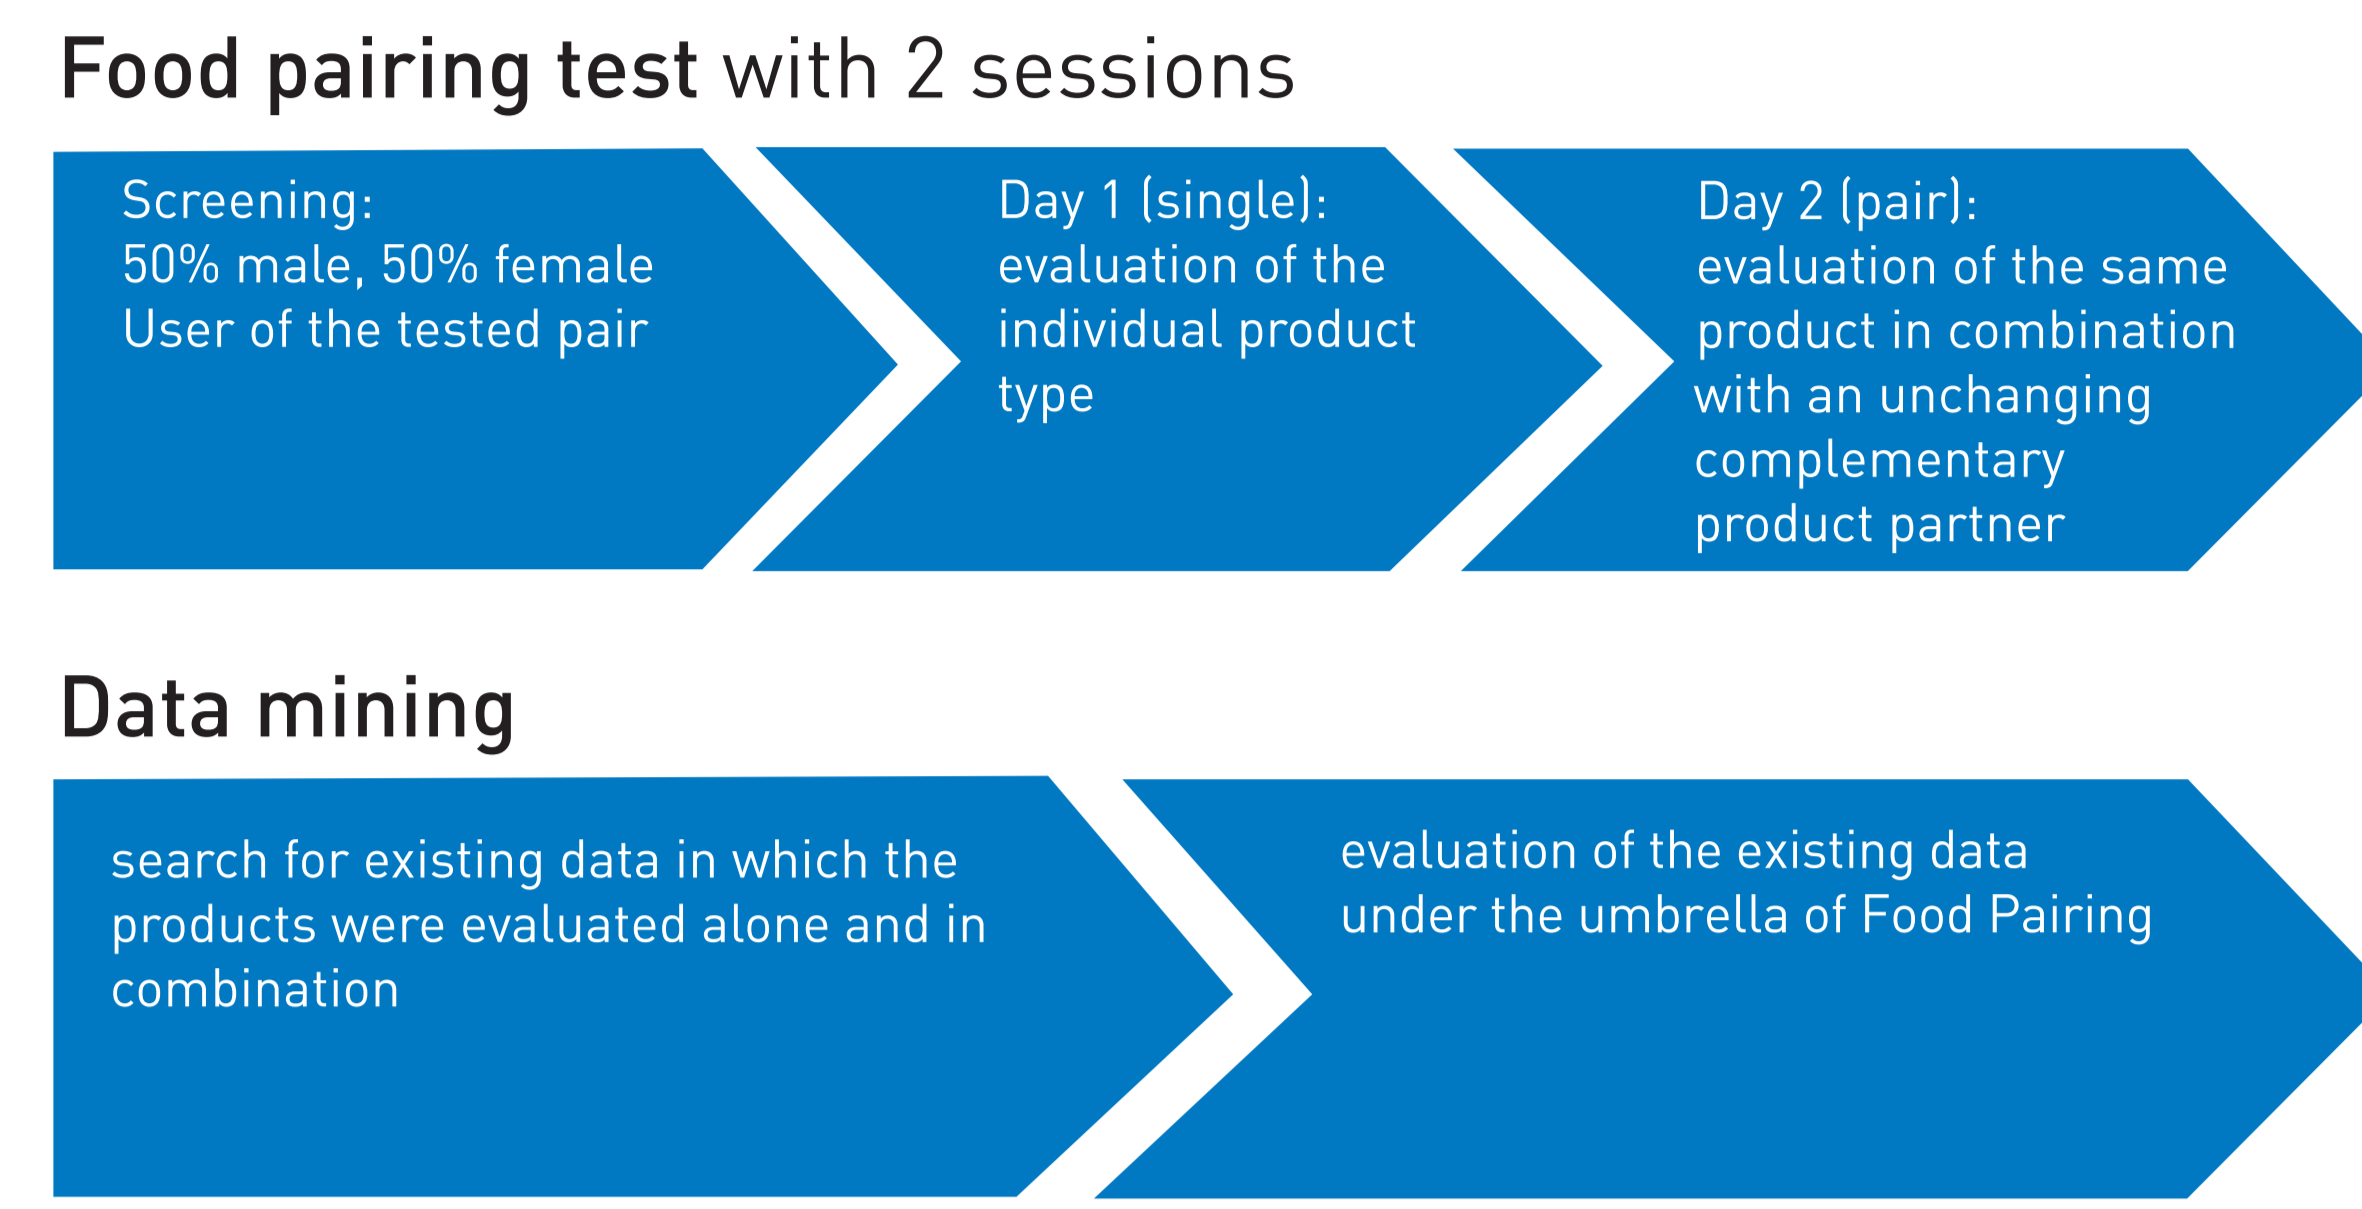 Food pairing test with 2 sessions
Screening:
50% male, 50% female
User of the tested pair
Day 1 (single):
evaluation of the
individual product
type
Day 2 (pair):
evaluation of the same
product in combination
with an unchanging
complementary
product partner
Data mining
search for existing data in which the
products were evaluated alone and in
combination
evaluation of the existing data
under the umbrella of Food Pairing